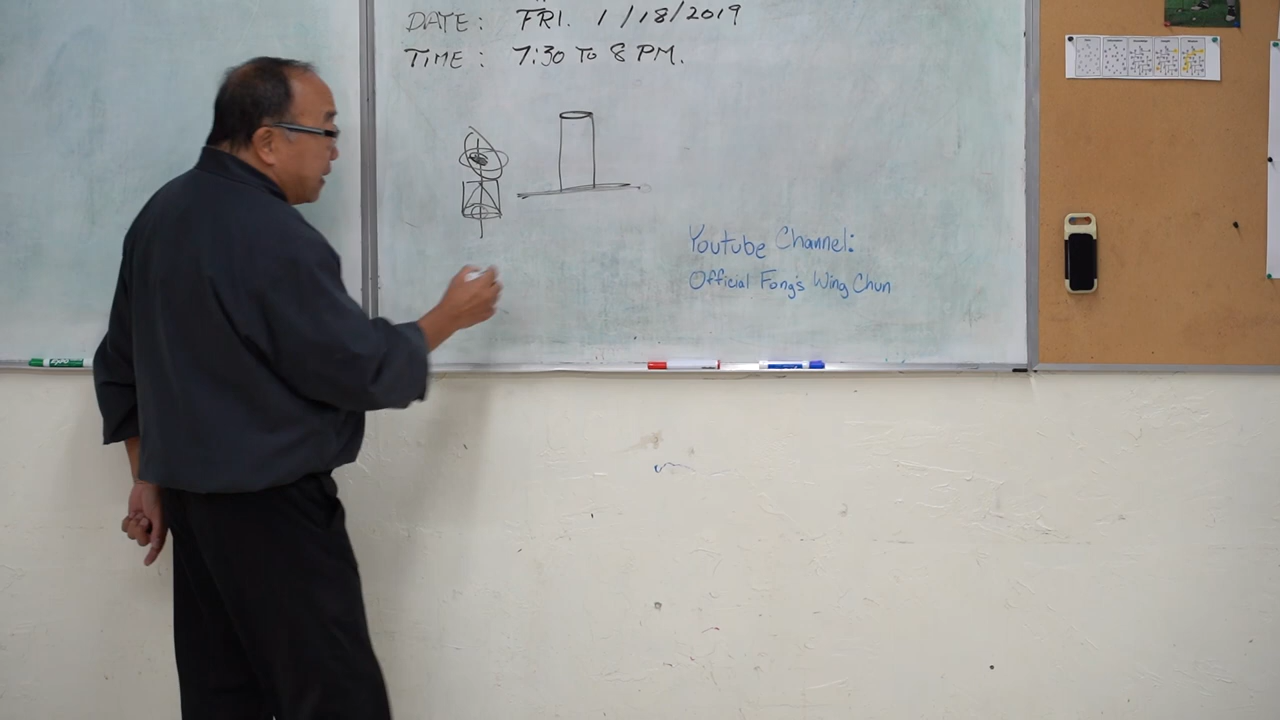 DATE: FRI. 1/18/2019
TIME: 7:30 TO 8 PM.
Youtube Channel:
Official Fong's Wing Chun